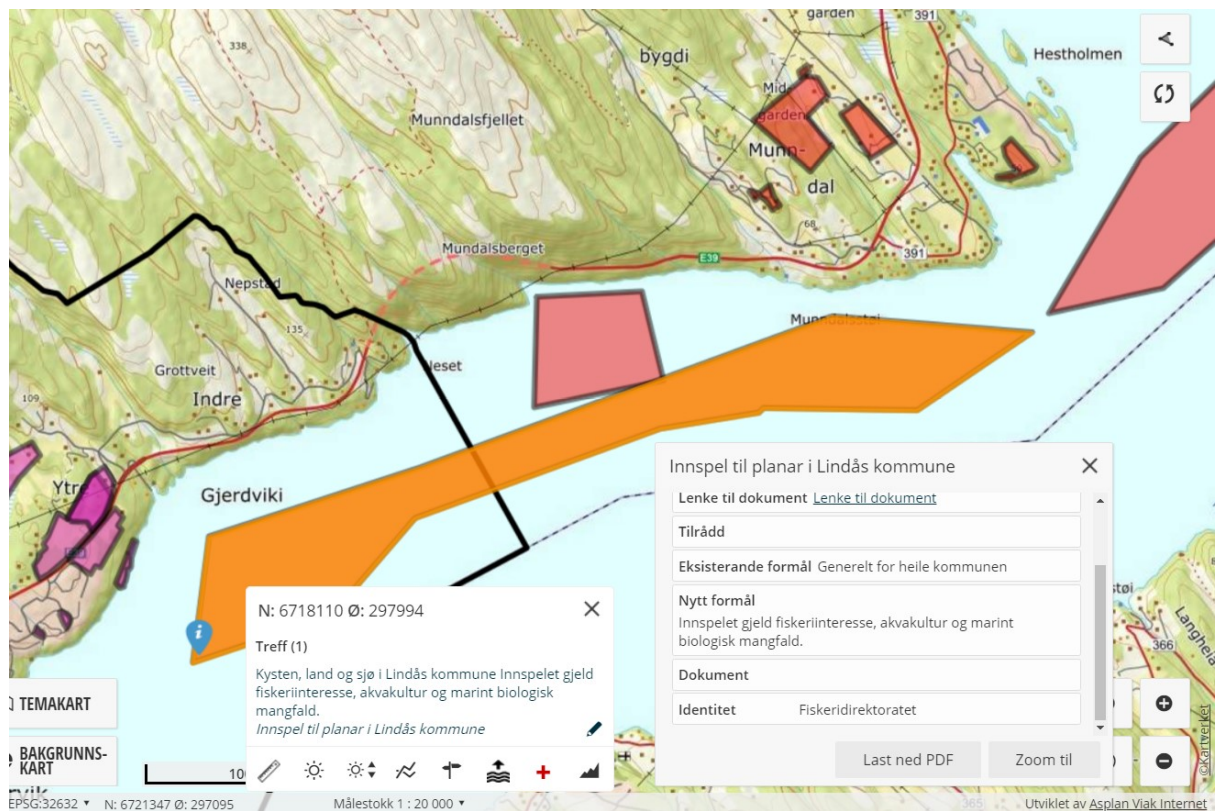 garden
391
338
bygdi
Hestholmen
Mid-
garden
Munndalsfjellet
Munn-
dal
68
Mundalsberget
E39
391
Nepstad
Munndalsstøi
135
Neset
Grottveit
109
Indre
Ytre
Gjerdviki
Innspel til planar i Lindås kommune
Lenke til dokument Lenke til dokument
Tilrådd
Eksisterande formål Generelt for heile kommunen
Nytt formål
Innspelet gjeld fiskeriinteresse, akvakultur og marint
biologisk mangfald.
Dokument
Identitet Fiskeridirektoratet
Last ned PDF Zoom til
N: 6718110 Ø: 297994
Treff (1)
Kysten, land og sjø i Lindås kommune Innspelet gjeld
fiskeriinteresse, akvakultur og marint biologisk
mangfald.
Innspel til planar i Lindås kommune
366
TEMAKART
BAKGRUNNS-
KART
©Kartverket
EPSG:32632 N: 6721347 Ø: 297095 Målestokk 1 : 20 000 365 Utviklet av Asplan Viak Internet